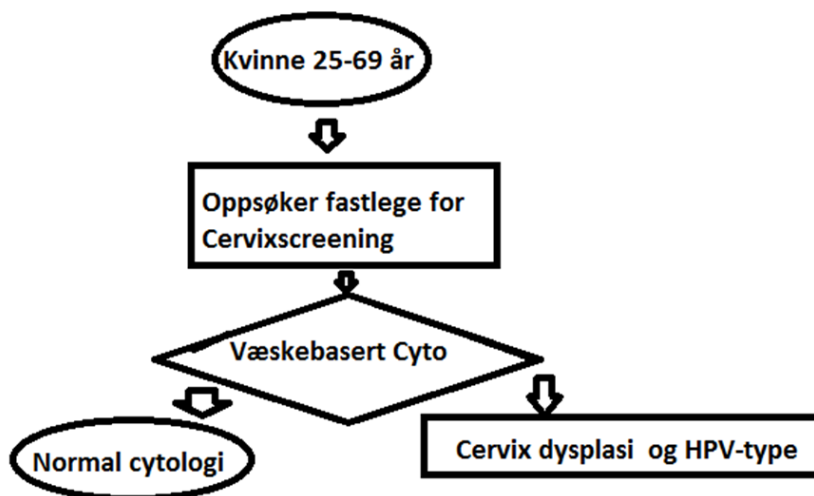 Kvinne 25-69 år
Oppsøker fastlege for
Cervixscreening
Væskebasert Cyto
Normal cytologi
Cervix dysplasi og HPV-type